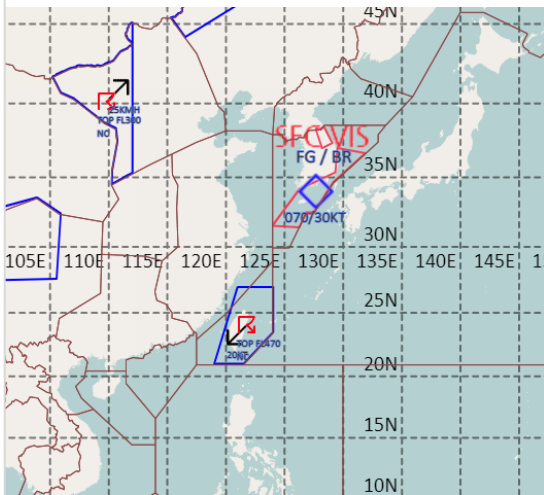 45N
25KMH
TOP FL300
NO
40N
SFC VIS
FG / BR
35N
070/30KT
30N
105E 110E 115E 120E 125E 130E 135E 140E 145E
25N
TOP FL470
20KT
20N
15N
10N